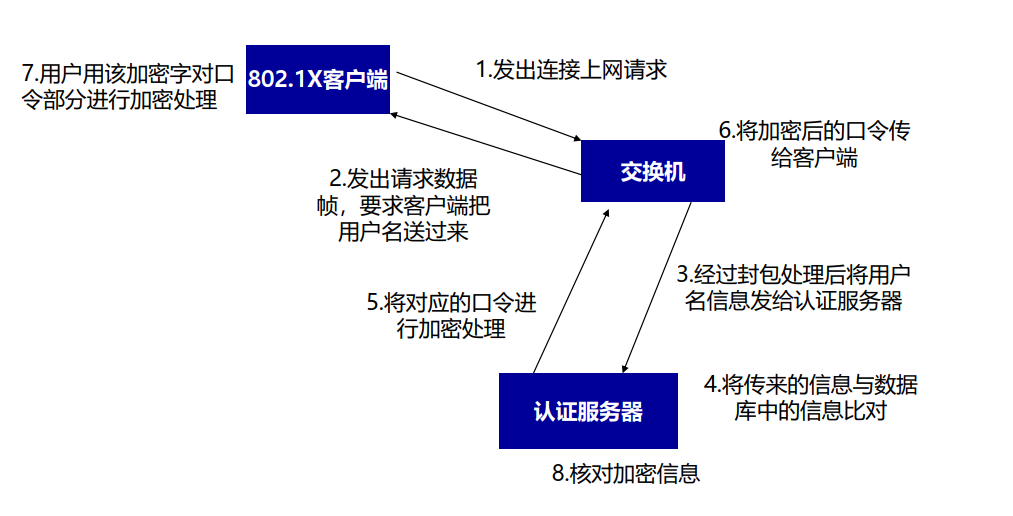 7.用户用该加密字对口
令部分进行加密处理
802.1X客户端
1.发出连接上网请求
6.将加密后的口令传
给客户端
交换机
2.发出请求数据
帧，要求客户端把
用户名送过来
3.经过封包处理后将用户
名信息发给认证服务器
5.将对应的口令进
行加密处理
4.将传来的信息与数据
库中的信息比对
认证服务器
8.核对加密信息